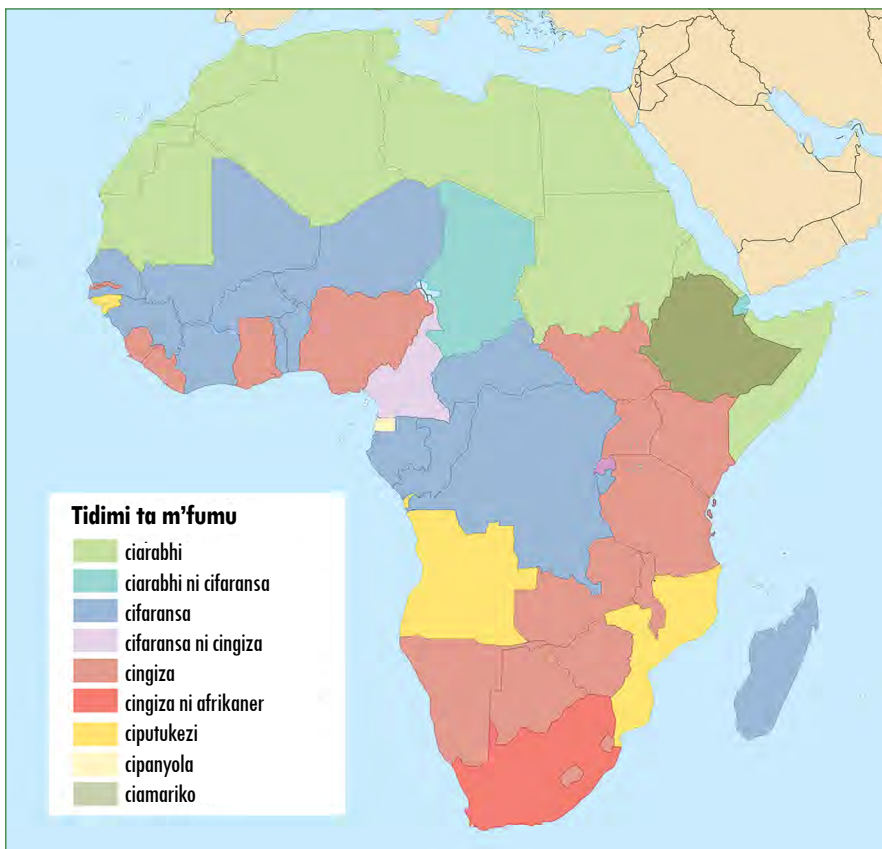 Tidimi ta m’fumu
ciarabhi
ciarabhi ni cifaransa
cifaransa
cifaransa ni cingiza
cingiza
cingiza ni afrikaner
ciputukezi
cipanyola
ciamariko